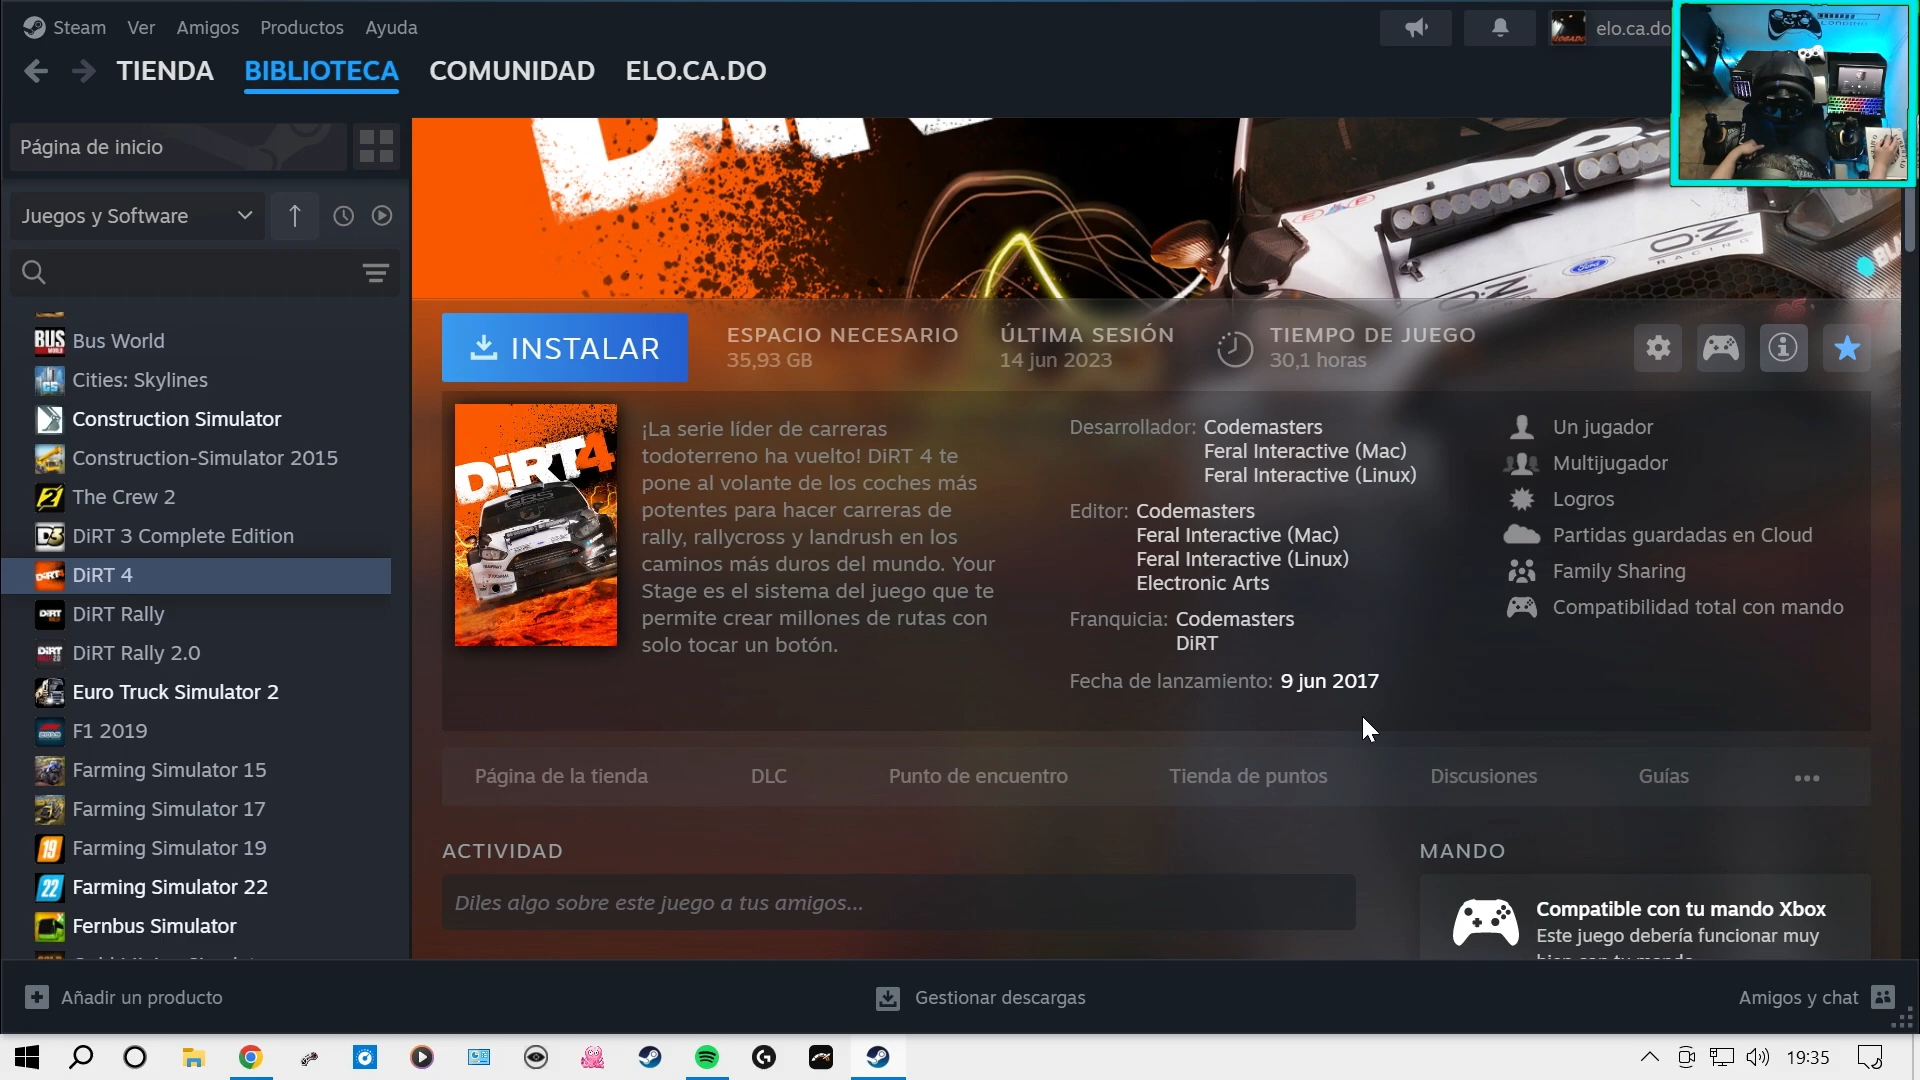 Steam Ver Amigos Productos Ayuda
elo.ca.do
TIENDA BIBLIOTECA COMUNIDAD ELO.CA.DO
Página de inicio
Juegos y Software
Bus World
Cities: Skylines
Construction Simulator
Construction-Simulator 2015
The Crew 2
DiRT 3 Complete Edition
DiRT 4
DiRT Rally
DiRT Rally 2.0
Euro Truck Simulator 2
F1 2019
Farming Simulator 15
Farming Simulator 17
Farming Simulator 19
Farming Simulator 22
Fernbus Simulator
INSTALAR
ESPACIO NECESARIO
35,93 GB
ÚLTIMA SESIÓN
14 jun 2023
TIEMPO DE JUEGO
30,1 horas
DiRT4
¡La serie líder de carreras
todoterreno ha vuelto! DiRT 4 te
pone al volante de los coches más
potentes para hacer carreras de
rally, rallycross y landrush en los
caminos más duros del mundo. Your
Stage es el sistema del juego que te
permite crear millones de rutas con
solo tocar un botón.
Desarrollador: Codemasters
Feral Interactive (Mac)
Feral Interactive (Linux)
Editor: Codemasters
Feral Interactive (Mac)
Feral Interactive (Linux)
Electronic Arts
Franquicia: Codemasters
DiRT
Fecha de lanzamiento: 9 jun 2017
Un jugador
Multijugador
Logros
Partidas guardadas en Cloud
Family Sharing
Compatibilidad total con mando
Página de la tienda DLC Punto de encuentro Tienda de puntos Discusiones Guías
ACTIVIDAD
Diles algo sobre este juego a tus amigos...
MANDO
Compatible con tu mando Xbox
Este juego debería funcionar muy
bien con tu mando
Añadir un producto
Gestionar descargas
Amigos y chat
19:35